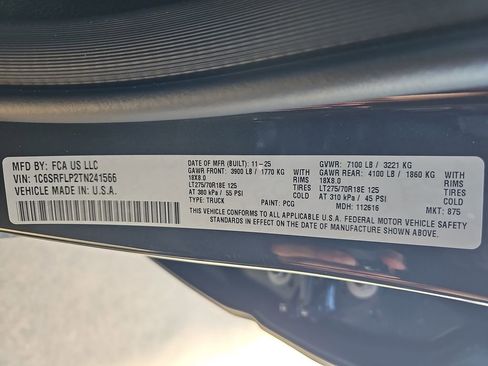 MFD BY: FCA US LLC
VIN: 1C6SRFLP2TN241566
VEHICLE MADE IN: U.S.A.
DATE OF MFR (BUILT): 11-25
GAWR FRONT: 3900 LB / 1770 KG WITH
18X8.0 RIMS
LT275/70R18E 125 TIRES
AT 380 kPa / 55 PSI COLD
TYPE: TRUCK PAINT: PCG
GVWR: 7100 LB / 3221 KG
GAWR REAR: 4100 LB / 1860 KG WITH
18X8.0 RIMS
LT275/70R18E 125 TIRES
AT 310 kPa / 45 PSI COLD
MDH: 112616 MKT: 875
THIS VEHICLE CONFORMS TO ALL APPLICABLE U.S.A. FEDERAL MOTOR VEHICLE SAFETY
STANDARDS IN EFFECT ON THE DATE OF MANUFACTURE SHOWN ABOVE.